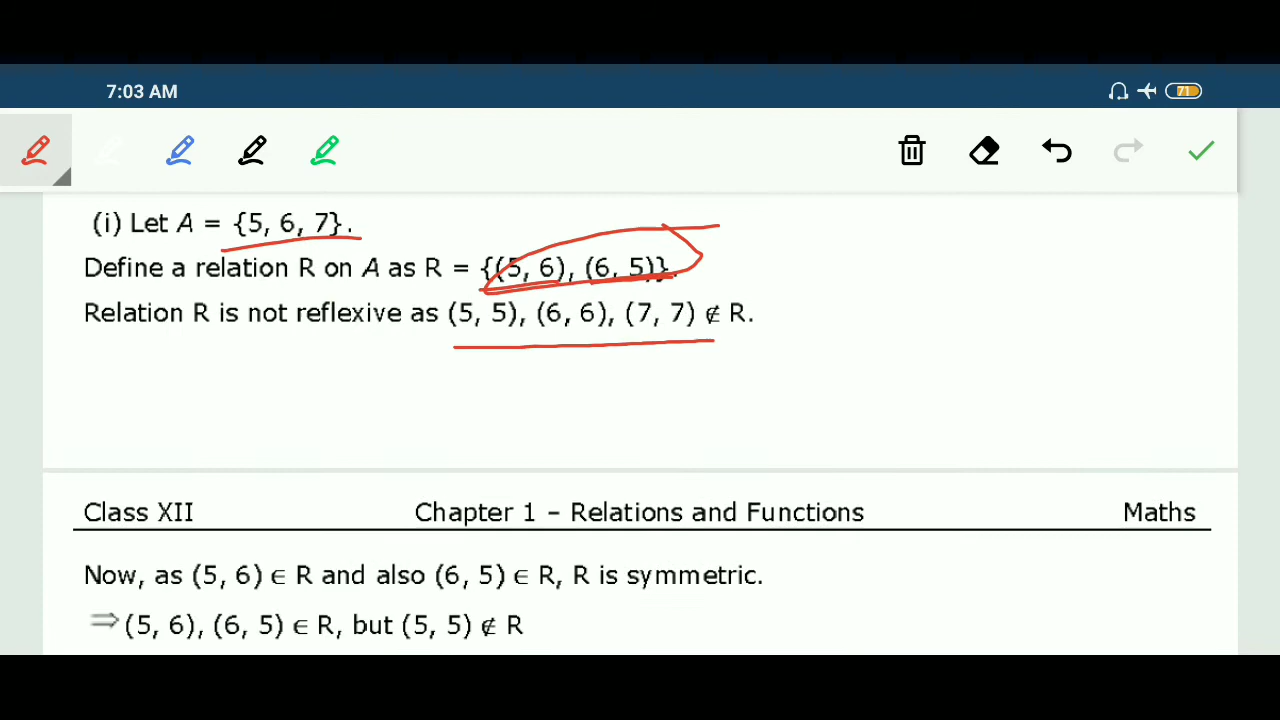 7:03 AM
71
(i) Let A = {5, 6, 7}.
Define a relation R on A as R = {(5, 6), (6, 5)}.
Relation R is not reflexive as (5, 5), (6, 6), (7, 7) ∉ R.
Class XII Chapter 1 – Relations and Functions Maths
Now, as (5, 6) ∈ R and also (6, 5) ∈ R, R is symmetric.
⇒ (5, 6), (6, 5) ∈ R, but (5, 5) ∉ R